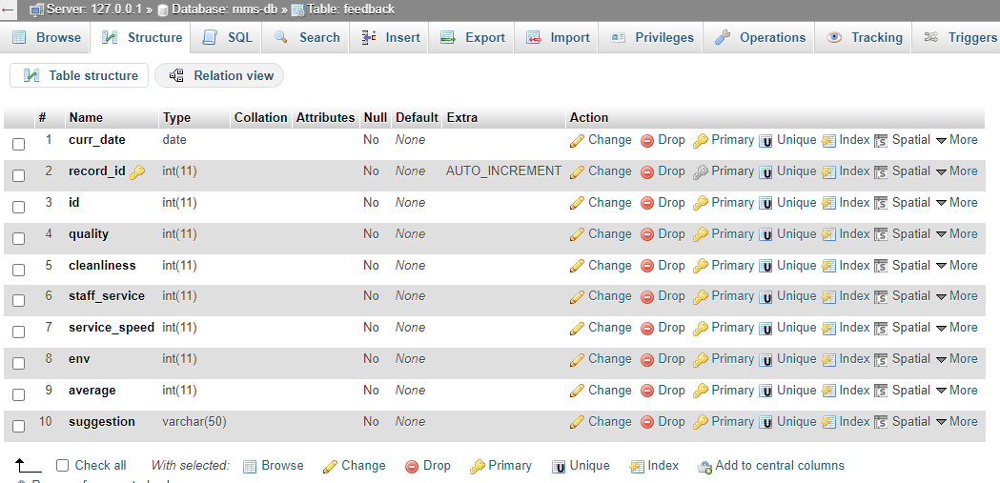 Server: 127.0.0.1 » Database: mms-db » Table: feedback
Browse Structure SQL Search Insert Export Import Privileges Operations Tracking Triggers
Table structure Relation view
# Name Type Collation Attributes Null Default Extra Action
1 curr_date date No None Change Drop Primary Unique Index Spatial More
2 record_id int(11) No None AUTO_INCREMENT Change Drop Primary Unique Index Spatial More
3 id int(11) No None Change Drop Primary Unique Index Spatial More
4 quality int(11) No None Change Drop Primary Unique Index Spatial More
5 cleanliness int(11) No None Change Drop Primary Unique Index Spatial More
6 staff_service int(11) No None Change Drop Primary Unique Index Spatial More
7 service_speed int(11) No None Change Drop Primary Unique Index Spatial More
8 env int(11) No None Change Drop Primary Unique Index Spatial More
9 average int(11) No None Change Drop Primary Unique Index Spatial More
10 suggestion varchar(50) No None Change Drop Primary Unique Index Spatial More
Check all With selected: Browse Change Drop Primary Unique Index Add to central columns